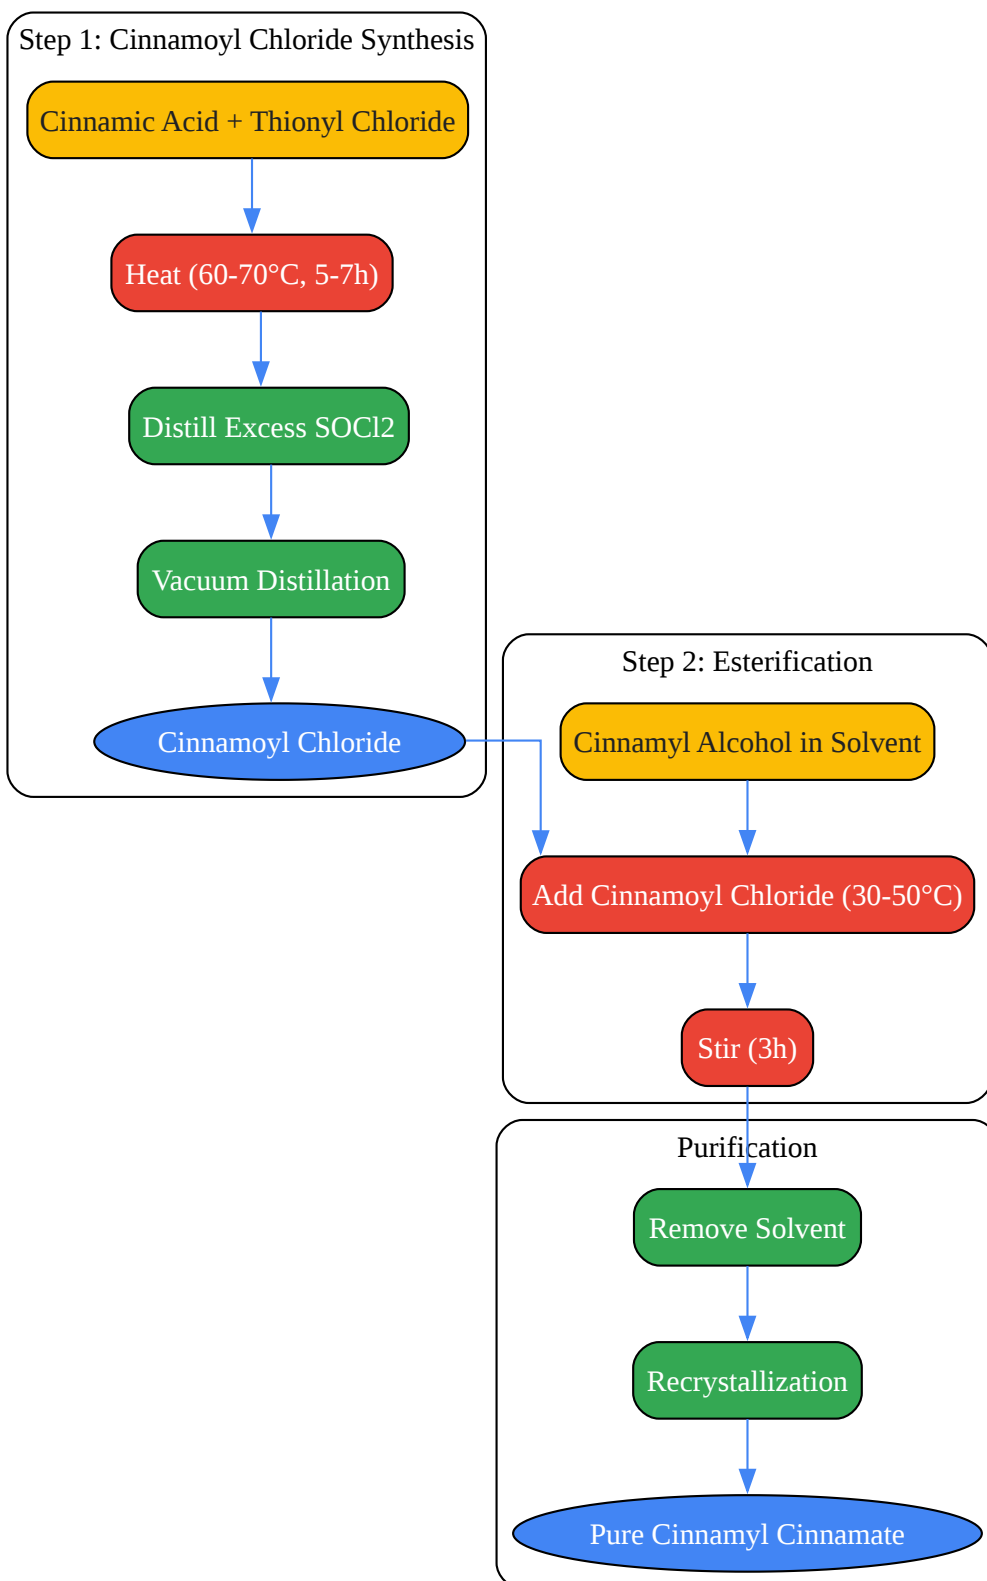 Step 1: Cinnamoyl Chloride Synthesis
Cinnamic Acid + Thionyl Chloride
Heat (60-70°C, 5-7h)
Distill Excess SOCl2
Vacuum Distillation
Cinnamoyl Chloride
Step 2: Esterification
Cinnamyl Alcohol in Solvent
Add Cinnamoyl Chloride (30-50°C)
Stir (3h)
Purification
Remove Solvent
Recrystallization
Pure Cinnamyl Cinnamate